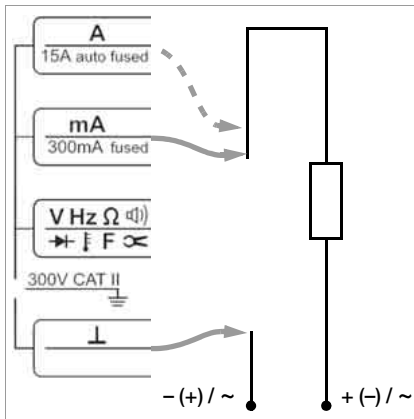 A
15A auto fused
mA
300mA fused
V Hz Ω
F
300V CAT II
⊥
– (+) / ~
+ (–) / ~